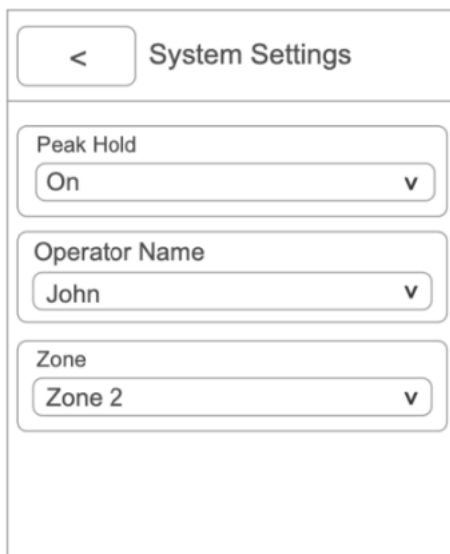 < System Settings
Peak Hold
On v
Operator Name
John v
Zone
Zone 2 v